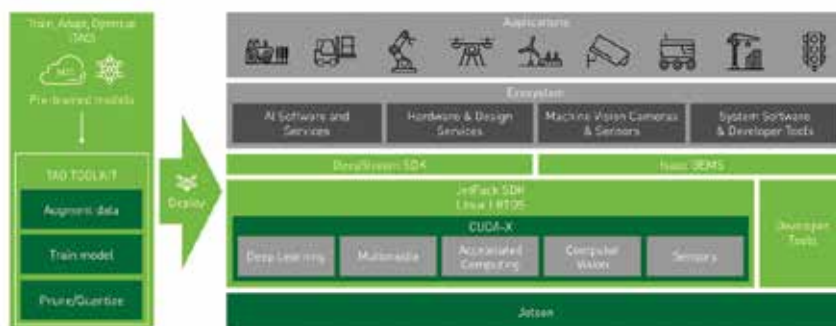 Train, Adapt, Optimize
(TAO)
Pre-trained models
TAO TOOLKIT
Augment data
Train model
Prune/Quantize
Deploy
Applications
Ecosystem
AI Software and
Services
Hardware & Design
Services
Machine Vision Cameras
& Sensors
System Software
& Developer Tools
DeepStream SDK
Isaac GEMS
JetPack SDK
Linux | RTOS
CUDA-X
Deep Learning
Multimedia
Accelerated
Computing
Computer
Vision
Sensors
Developer
Tools
Jetson